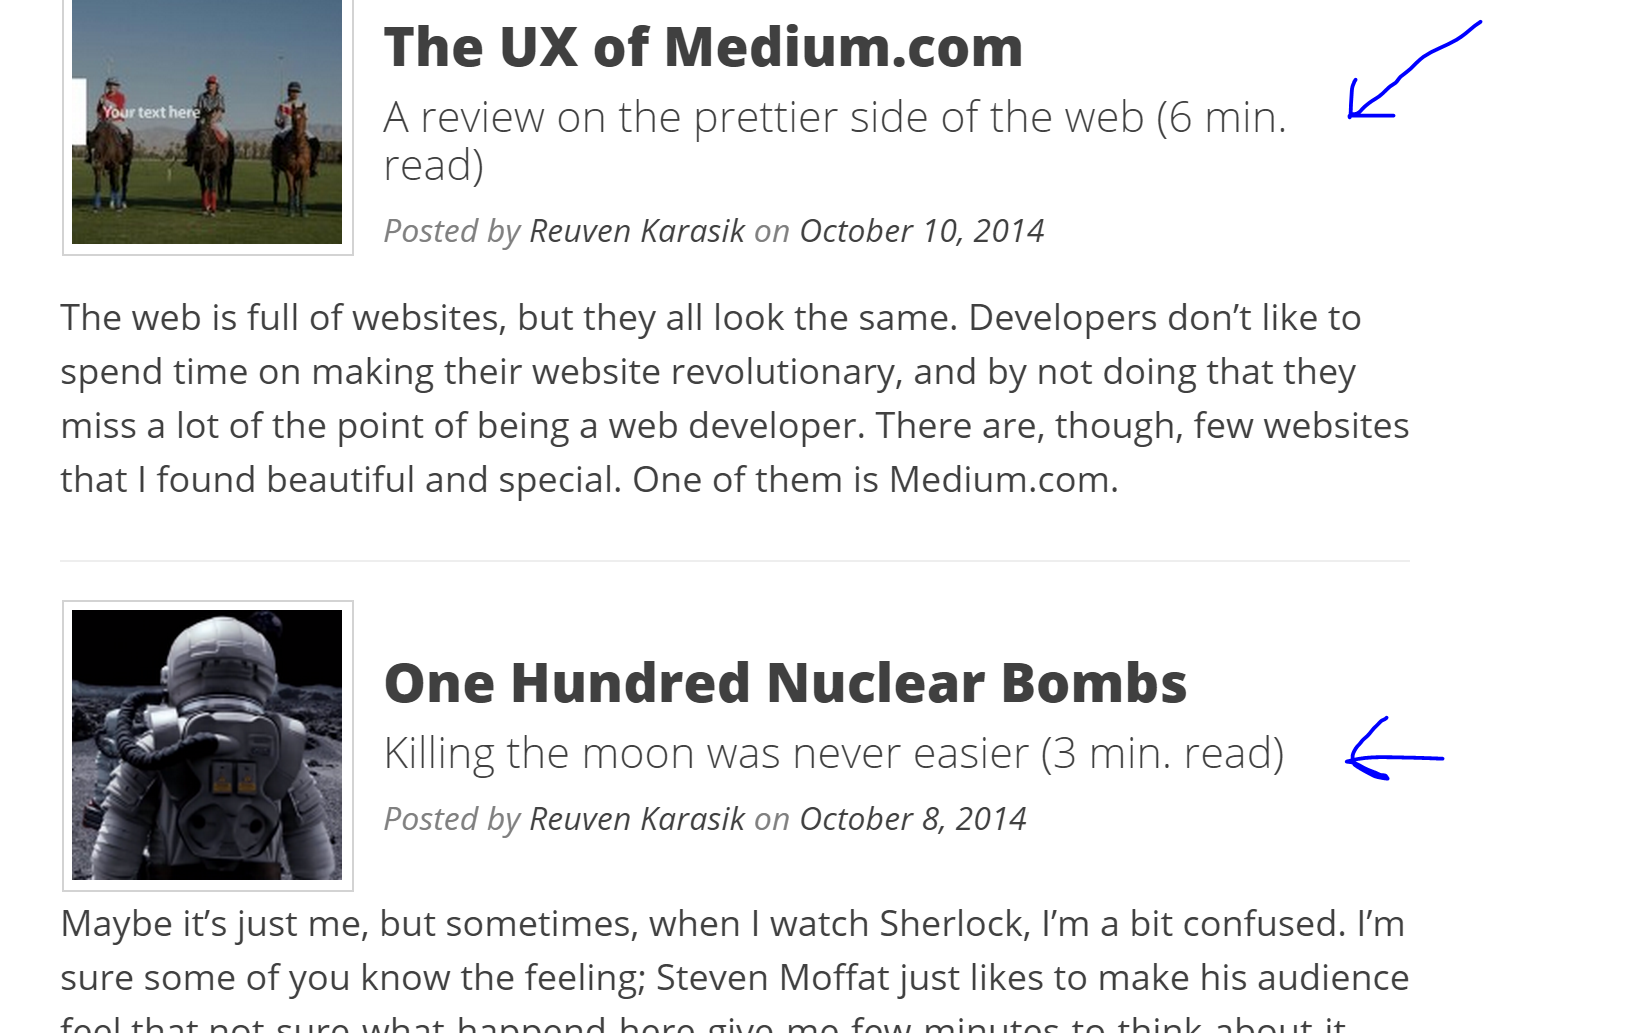 The UX of Medium.com
A review on the prettier side of the web (6 min.
read)
Posted by Reuven Karasik on October 10, 2014
Your text here
The web is full of websites, but they all look the same. Developers don’t like to
spend time on making their website revolutionary, and by not doing that they
miss a lot of the point of being a web developer. There are, though, few websites
that I found beautiful and special. One of them is Medium.com.
One Hundred Nuclear Bombs
Killing the moon was never easier (3 min. read)
Posted by Reuven Karasik on October 8, 2014
Maybe it’s just me, but sometimes, when I watch Sherlock, I’m a bit confused. I’m
sure some of you know the feeling; Steven Moffat just likes to make his audience
feel that not sure what happend here give me few minutes to think about it